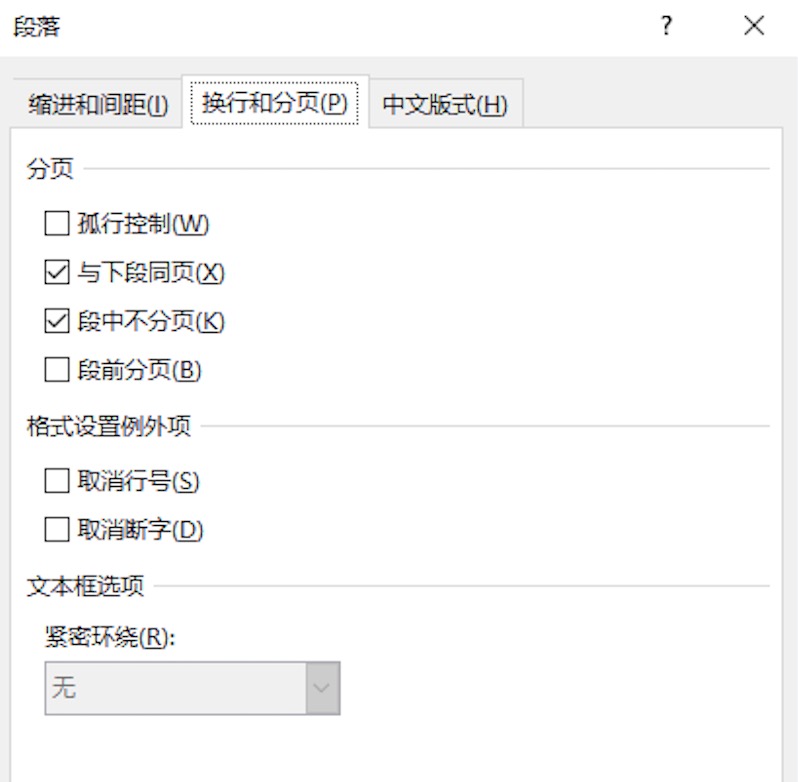 段落 ?
缩进和间距(I) 换行和分页(P) 中文版式(H)
分页
孤行控制(W)
与下段同页(X)
段中不分页(K)
段前分页(B)
格式设置例外项
取消行号(S)
取消断字(D)
文本框选项
紧密环绕(R):
无